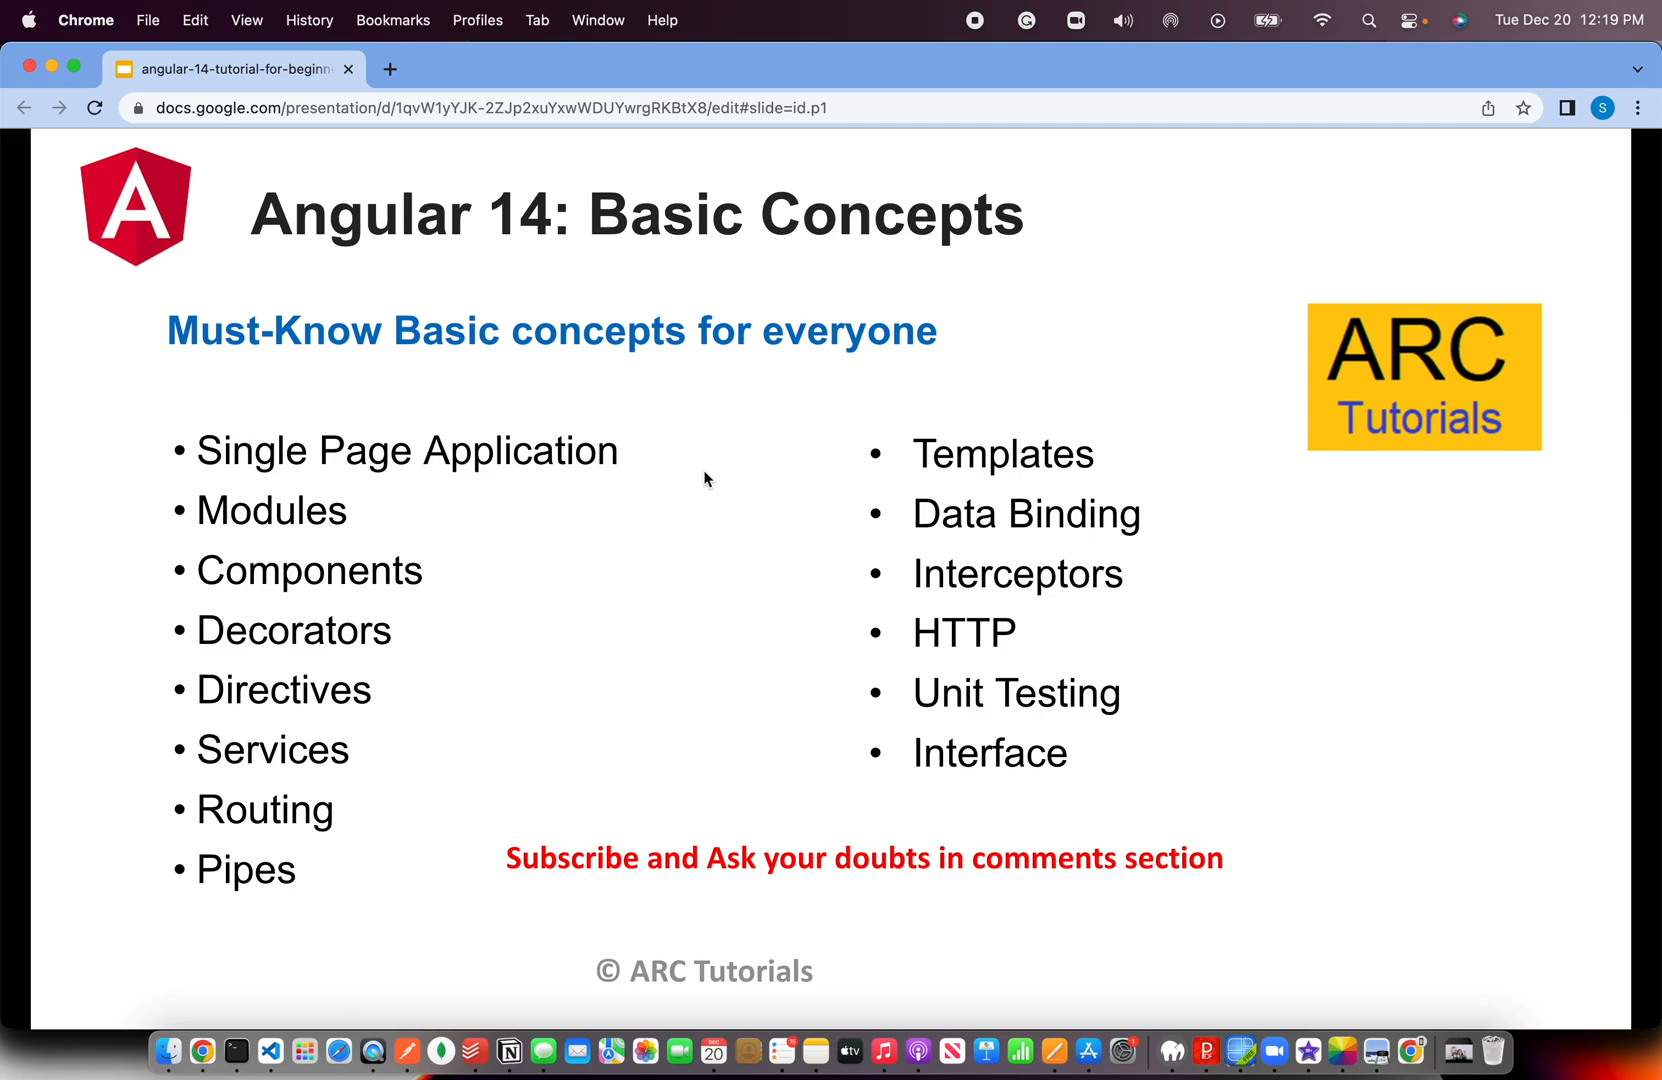 Chrome File Edit View History Bookmarks Profiles Tab Window Help Tue Dec 20 12:19 PM
angular-14-tutorial-for-beginn
docs.google.com/presentation/d/1qvW1yYJK-2ZJp2xuYxwWDUYwrgRKBtX8/edit#slide=id.p1
S
Angular 14: Basic Concepts
Must-Know Basic concepts for everyone
ARC
Tutorials
• Single Page Application
• Modules
• Components
• Decorators
• Directives
• Services
• Routing
• Pipes
• Templates
• Data Binding
• Interceptors
• HTTP
• Unit Testing
• Interface
Subscribe and Ask your doubts in comments section
© ARC Tutorials
DEC
20
tv